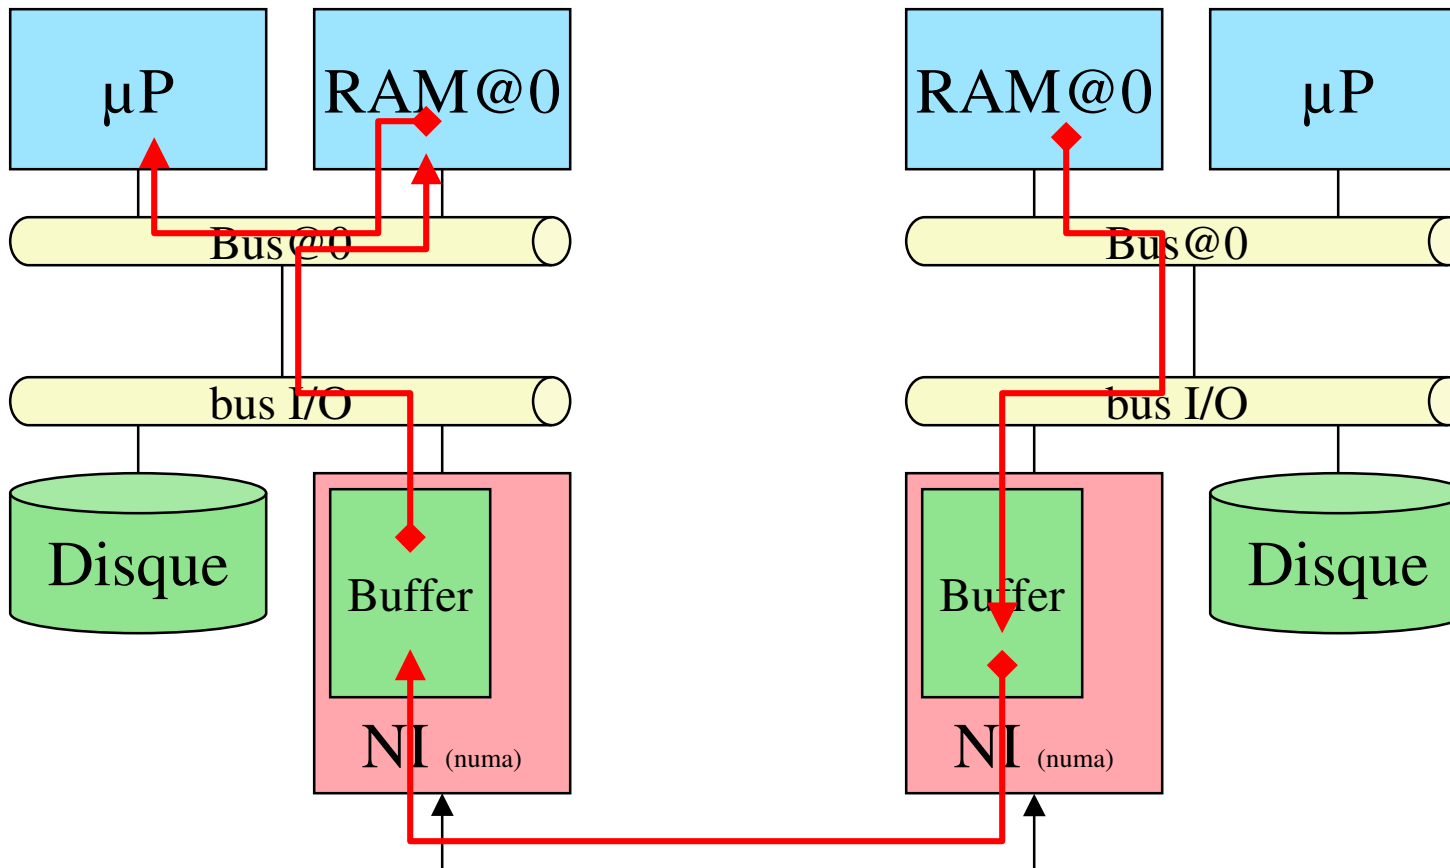 µP
RAM@0
RAM@0
µP
Bus@0
Bus@0
bus I/O
bus I/O
Disque
Buffer
Buffer
Disque
NI (numa)
NI (numa)